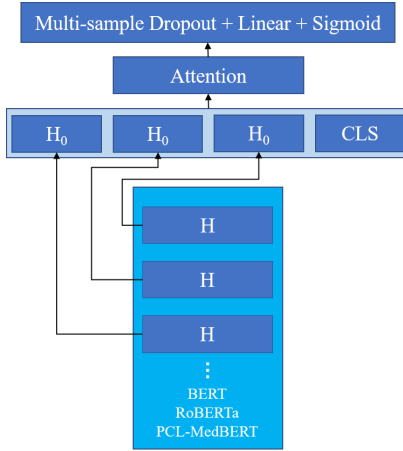 Multi-sample Dropout + Linear + Sigmoid
Attention
H0 H0 H0 CLS
H
H
H
⋮
BERT
RoBERTa
PCL-MedBERT